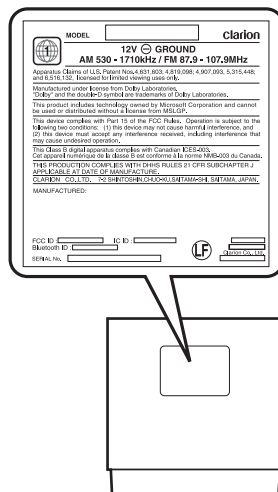 MODEL Clarion
12V ⊖ GROUND
AM 530 - 1710kHz / FM 87.9 - 107.9MHz
Apparatus Claims of U.S. Patent Nos.4,631,603; 4,819,098; 4,907,093, 5,315,448;
and 6,516,132, licensed for limited viewing uses only.
Manufactured under license from Dolby Laboratories.
"Dolby" and the double-D symbol are trademarks of Dolby Laboratories.
This product includes technology owned by Microsoft Corporation and cannot
be used or distributed without a license from MSLGP.
This device complies with Part 15 of the FCC Rules. Operation is subject to the
following two conditions: (1) this device may not cause harmful interference, and
(2) this device must accept any interference received, including interference that
may cause undesired operation.
This Class B digital apparatus complies with Canadian ICES-003.
Cet appareil numérique de la classe B est conforme à la norme NMB-003 du Canada.
THIS PRODUCTION COMPLIES WITH DHHS RULES 21 CFR SUBCHAPTER J
APPLICABLE AT DATE OF MANUFACTURE.
CLARION CO.,LTD. 7-2 SHINTOSHIN,CHUO-KU,SAITAMA-SHI, SAITAMA, JAPAN.
MANUFACTURED:
FCC ID : IC ID :
Bluetooth ID :
LF
Clarion Co., Ltd.
SERIAL No.